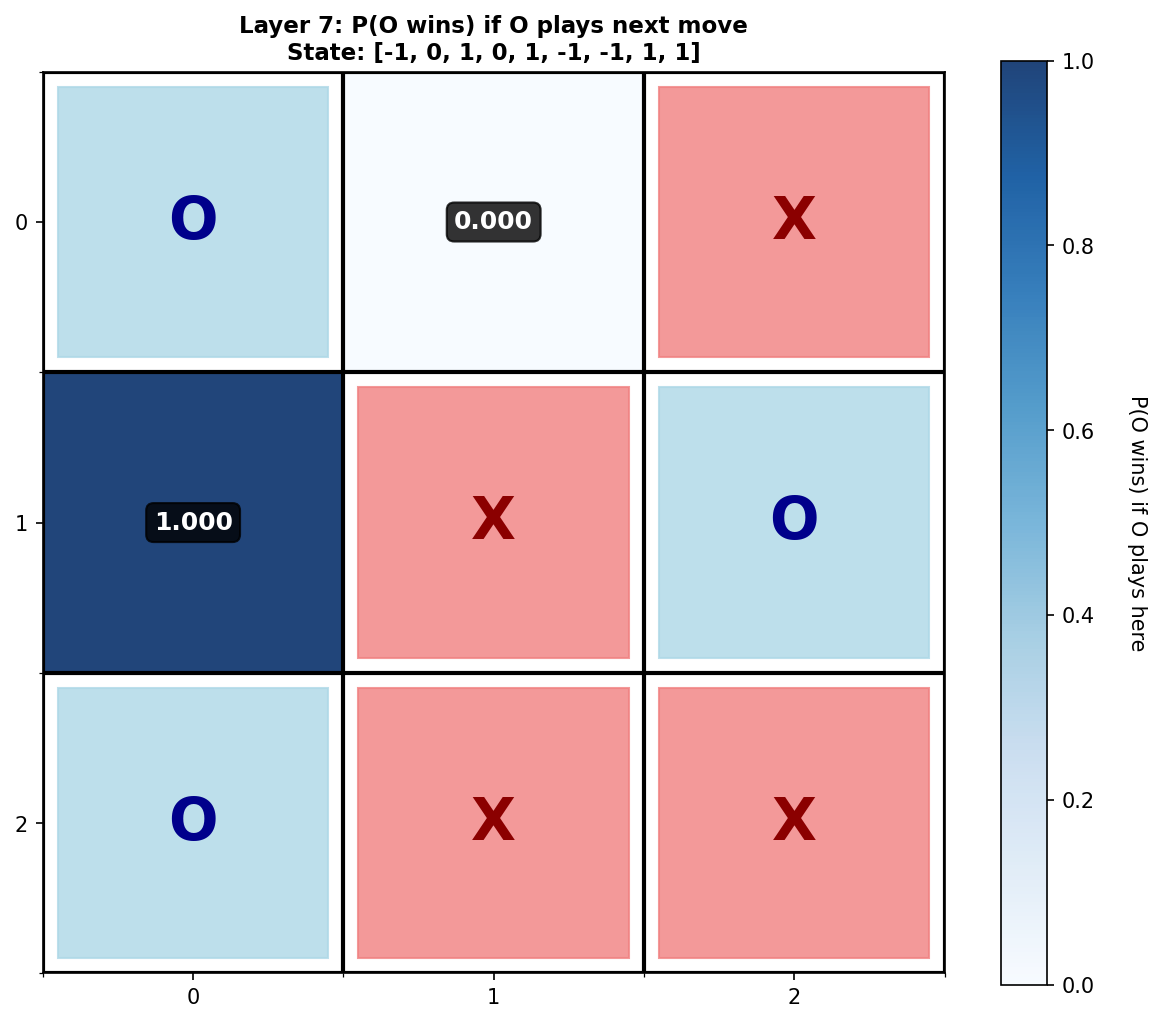 Layer 7: P(O wins) if O plays next move
State: [-1, 0, 1, 0, 1, -1, -1, 1, 1]
0
O
0.000
X
1
1.000
X
O
2
O
X
X
0
1
2
1.0
0.8
0.6
0.4
0.2
0.0
P(O wins) if O plays here